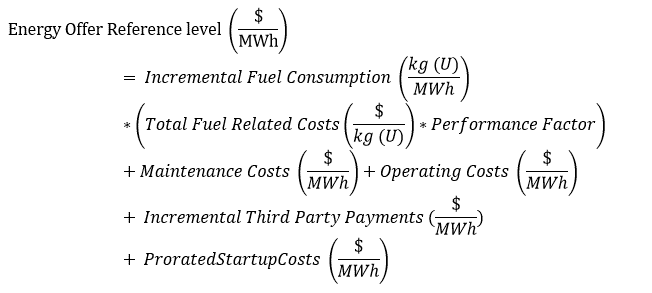 Energy Offer Reference level ($/MWh)
= Incremental Fuel Consumption (kg (U)/MWh)
* (Total Fuel Related Costs ($/kg (U)) * Performance Factor)
+ Maintenance Costs ($/MWh) + Operating Costs ($/MWh)
+ Incremental Third Party Payments ($/MWh)
+ ProratedStartupCosts ($/MWh)